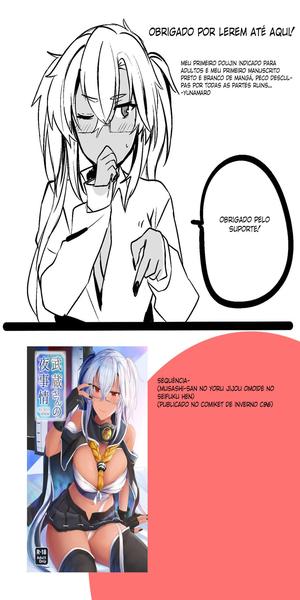 OBRIGADO POR LEREM ATÉ AQUI!
MEU PRIMEIRO DOUJIN INDICADO PARA
ADULTOS E MEU PRIMEIRO MANUSCRITO
PRETO E BRANCO DE MANGÁ, PEÇO DESCUL-
PAS POR TODAS AS PARTES RUINS...
-YUNAMARO
OBRIGADO PELO
SUPORTE!
武蔵さんの
夜事情
SEQUÊNCIA-
(MUSASHI-SAN NO YORU JIJOU OMOIDE NO
SEIFUKU HEN)
(PUBLICADO NO COMIKET DE INVERNO C96)
R-18